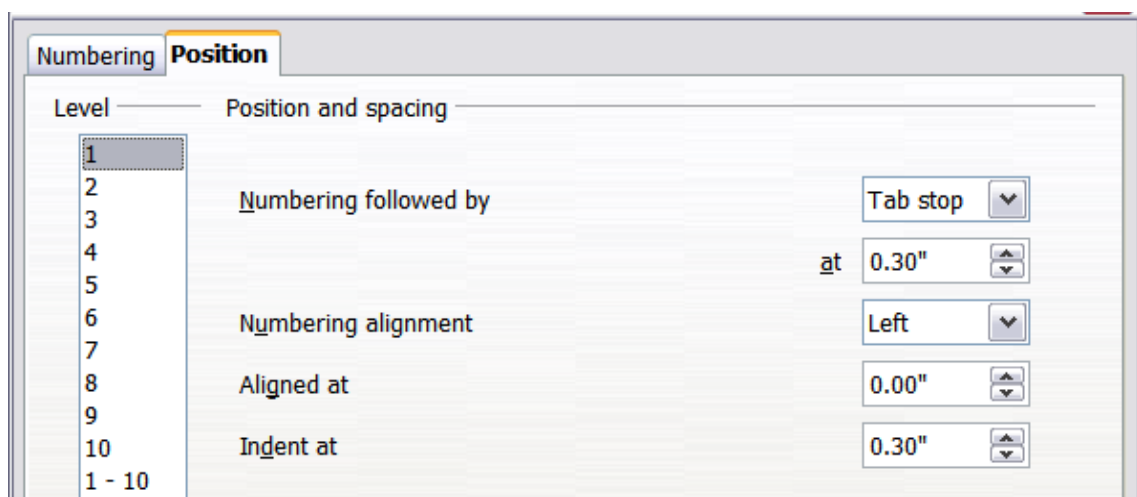 Numbering Position
Level Position and spacing
1
2
3
4
5
6
7
8
9
10
1 - 10
Numbering followed by Tab stop
at 0.30"
Numbering alignment Left
Aligned at 0.00"
Indent at 0.30"